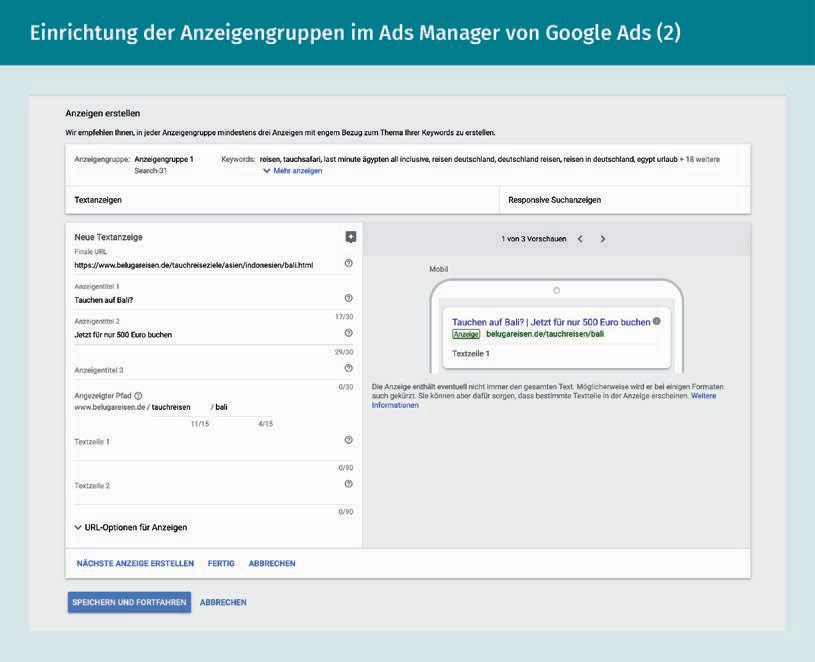 Einrichtung der Anzeigengruppen im Ads Manager von Google Ads (2)
Anzeigen erstellen
Wir empfehlen Ihnen, in jeder Anzeigengruppe mindestens drei Anzeigen mit engem Bezug zum Thema Ihrer Keywords zu erstellen.
Anzeigengruppe: Anzeigengruppe 1 Keywords: reisen, tauchsafari, last minute ägypten all inclusive, reisen deutschland, deutschland reisen, reisen in deutschland, egypt urlaub + 18 weitere
Search-31 Mehr anzeigen
Textanzeigen Responsive Suchanzeigen
Neue Textanzeige
Finale URL
https://www.belugareisen.de/tauchreiseziele/asien/indonesien/bali.html
Anzeigentitel 1
Tauchen auf Bali?
17/30
Anzeigentitel 2
Jetzt für nur 500 Euro buchen
29/30
Anzeigentitel 3
0/30
Angezeigter Pfad
www.belugareisen.de / tauchreisen / bali
11/15 4/15
Textzeile 1
0/90
Textzeile 2
0/90
URL-Optionen für Anzeigen
1 von 3 Vorschauen
Mobil
Tauchen auf Bali? | Jetzt für nur 500 Euro buchen
Anzeige belugareisen.de/tauchreisen/bali
Textzeile 1
Die Anzeige enthält eventuell nicht immer den gesamten Text. Möglicherweise wird er bei einigen Formaten
auch gekürzt. Sie können aber dafür sorgen, dass bestimmte Textteile in der Anzeige erscheinen. Weitere
Informationen
NÄCHSTE ANZEIGE ERSTELLEN FERTIG ABBRECHEN
SPEICHERN UND FORTFAHREN ABBRECHEN